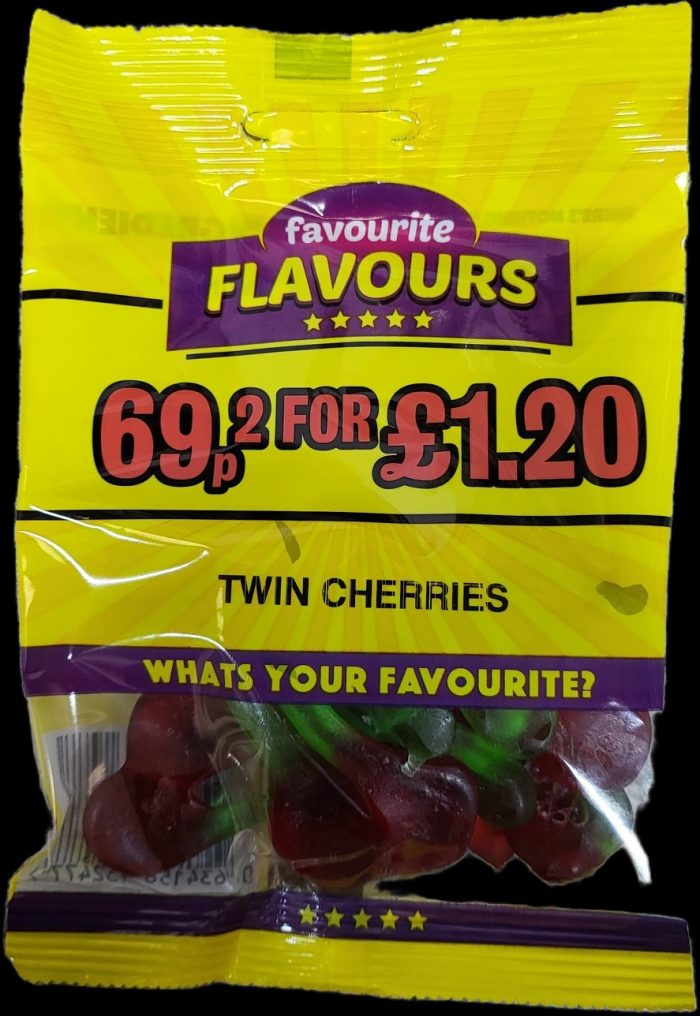 favourite
FLAVOURS
69p 2 FOR £1.20
TWIN CHERRIES
WHATS YOUR FAVOURITE?